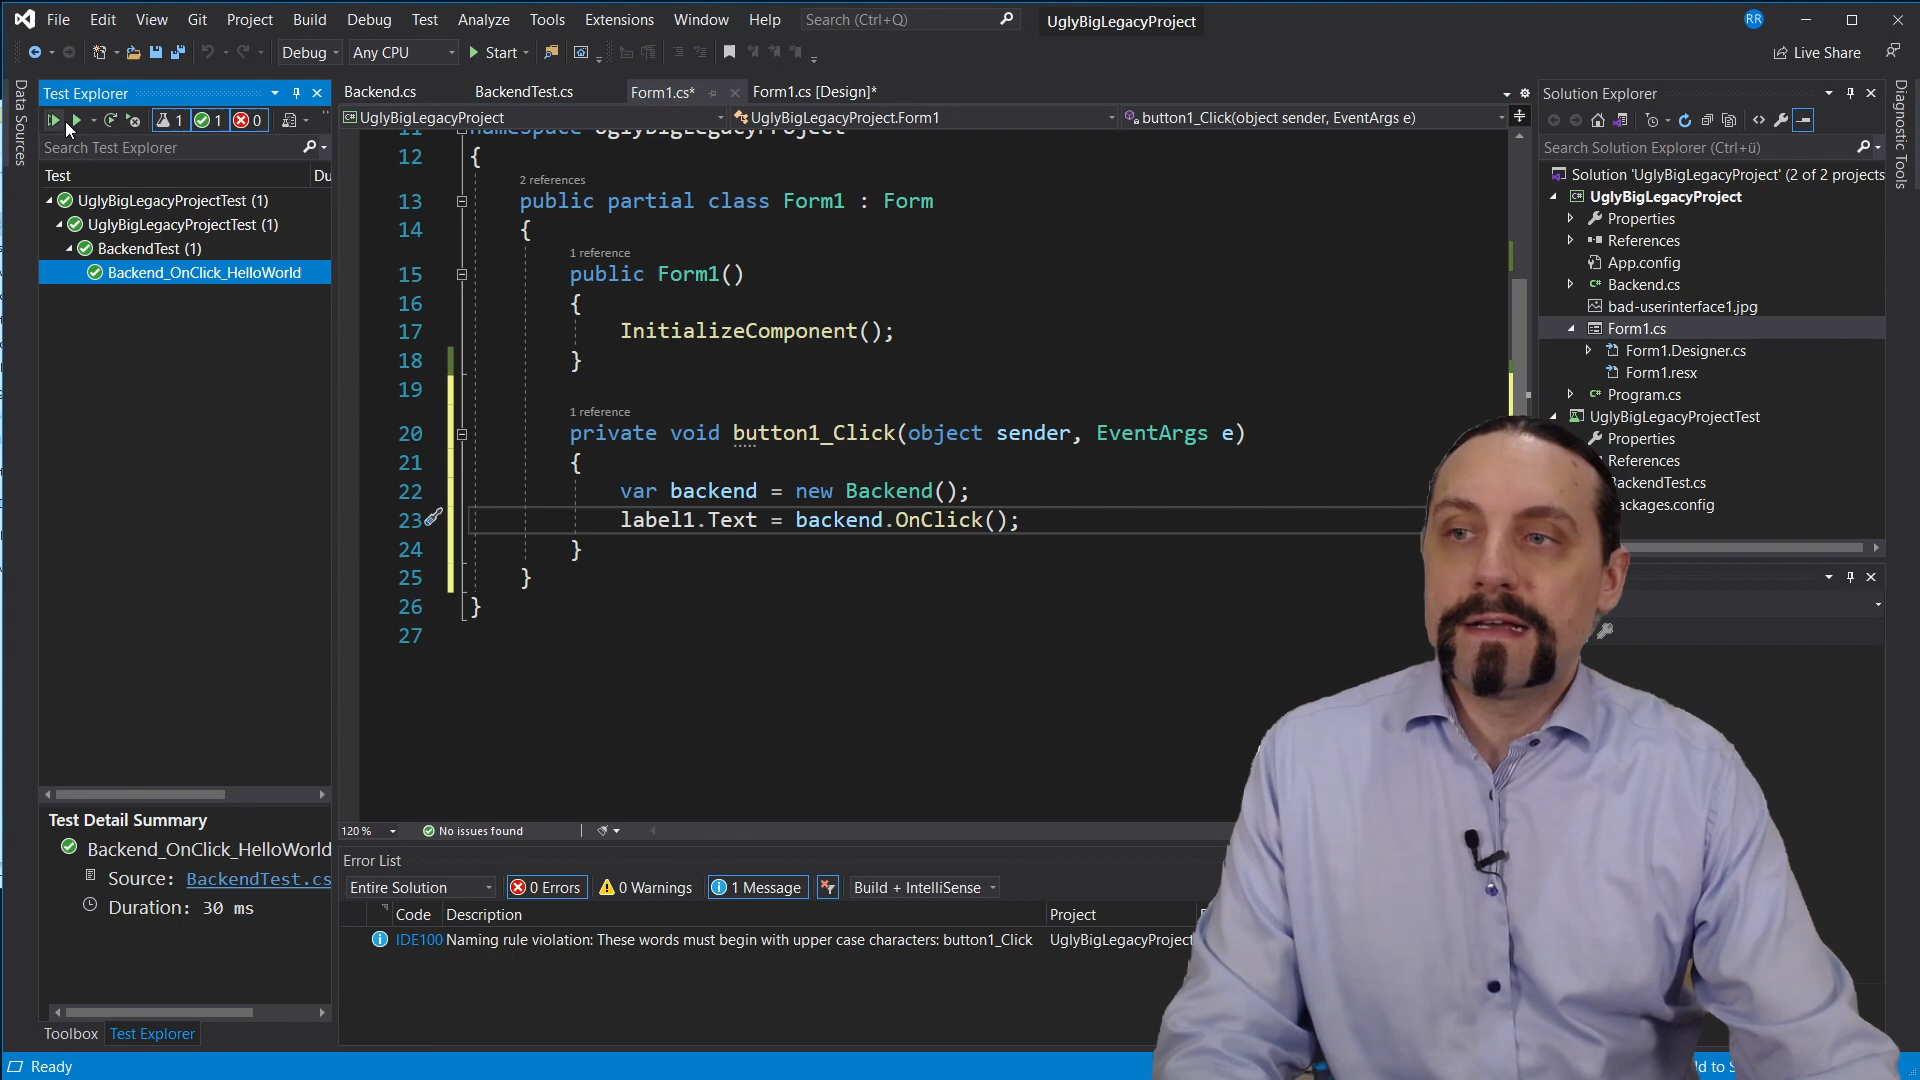 File Edit View Git Project Build Debug Test Analyze Tools Extensions Window Help Search (Ctrl+Q) UglyBigLegacyProject RR
Debug Any CPU Start Live Share
Data Sources
Test Explorer
1 1 0
Search Test Explorer
Test Du
UglyBigLegacyProjectTest (1)
UglyBigLegacyProjectTest (1)
BackendTest (1)
Backend_OnClick_HelloWorld
Test Detail Summary
Backend_OnClick_HelloWorld
Source: BackendTest.cs
Duration: 30 ms
Toolbox Test Explorer
Backend.cs BackendTest.cs Form1.cs* Form1.cs [Design]*
UglyBigLegacyProject UglyBigLegacyProject.Form1 button1_Click(object sender, EventArgs e)
11 namespace UglyBigLegacyProject
12 {
2 references
13 public partial class Form1 : Form
14 {
1 reference
15 public Form1()
16 {
17 InitializeComponent();
18 }
19
1 reference
20 private void button1_Click(object sender, EventArgs e)
21 {
22 var backend = new Backend();
23 label1.Text = backend.OnClick();
24 }
25 }
26 }
27
120 % No issues found
Error List
Entire Solution 0 Errors 0 Warnings 1 Message Build + IntelliSense
Code Description Project
IDE100 Naming rule violation: These words must begin with upper case characters: button1_Click UglyBigLegacyProject
Solution Explorer
Search Solution Explorer (Ctrl+ü)
Solution 'UglyBigLegacyProject' (2 of 2 projects
UglyBigLegacyProject
Properties
References
App.config
Backend.cs
bad-userinterface1.jpg
Form1.cs
Form1.Designer.cs
Form1.resx
Program.cs
UglyBigLegacyProjectTest
Properties
References
endTest.cs
ackages.config
Diagnostic Tools
Ready